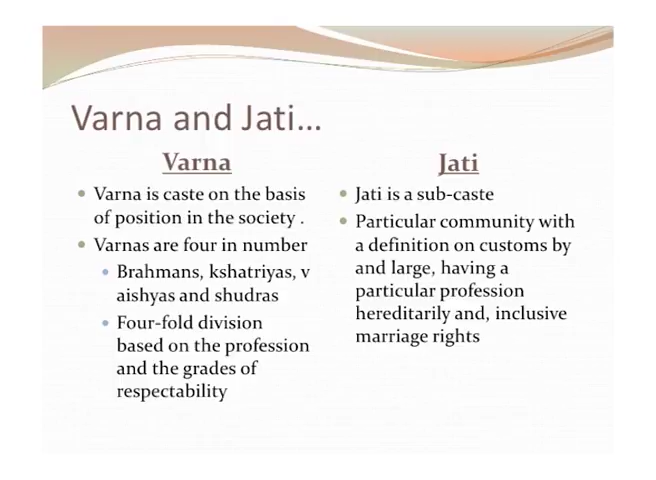 Varna and Jati...
Varna
• Varna is caste on the basis
of position in the society .
• Varnas are four in number
• Brahmans, kshatriyas, v
aishyas and shudras
• Four-fold division
based on the profession
and the grades of
respectability
Jati
• Jati is a sub-caste
• Particular community with
a definition on customs by
and large, having a
particular profession
hereditarily and, inclusive
marriage rights